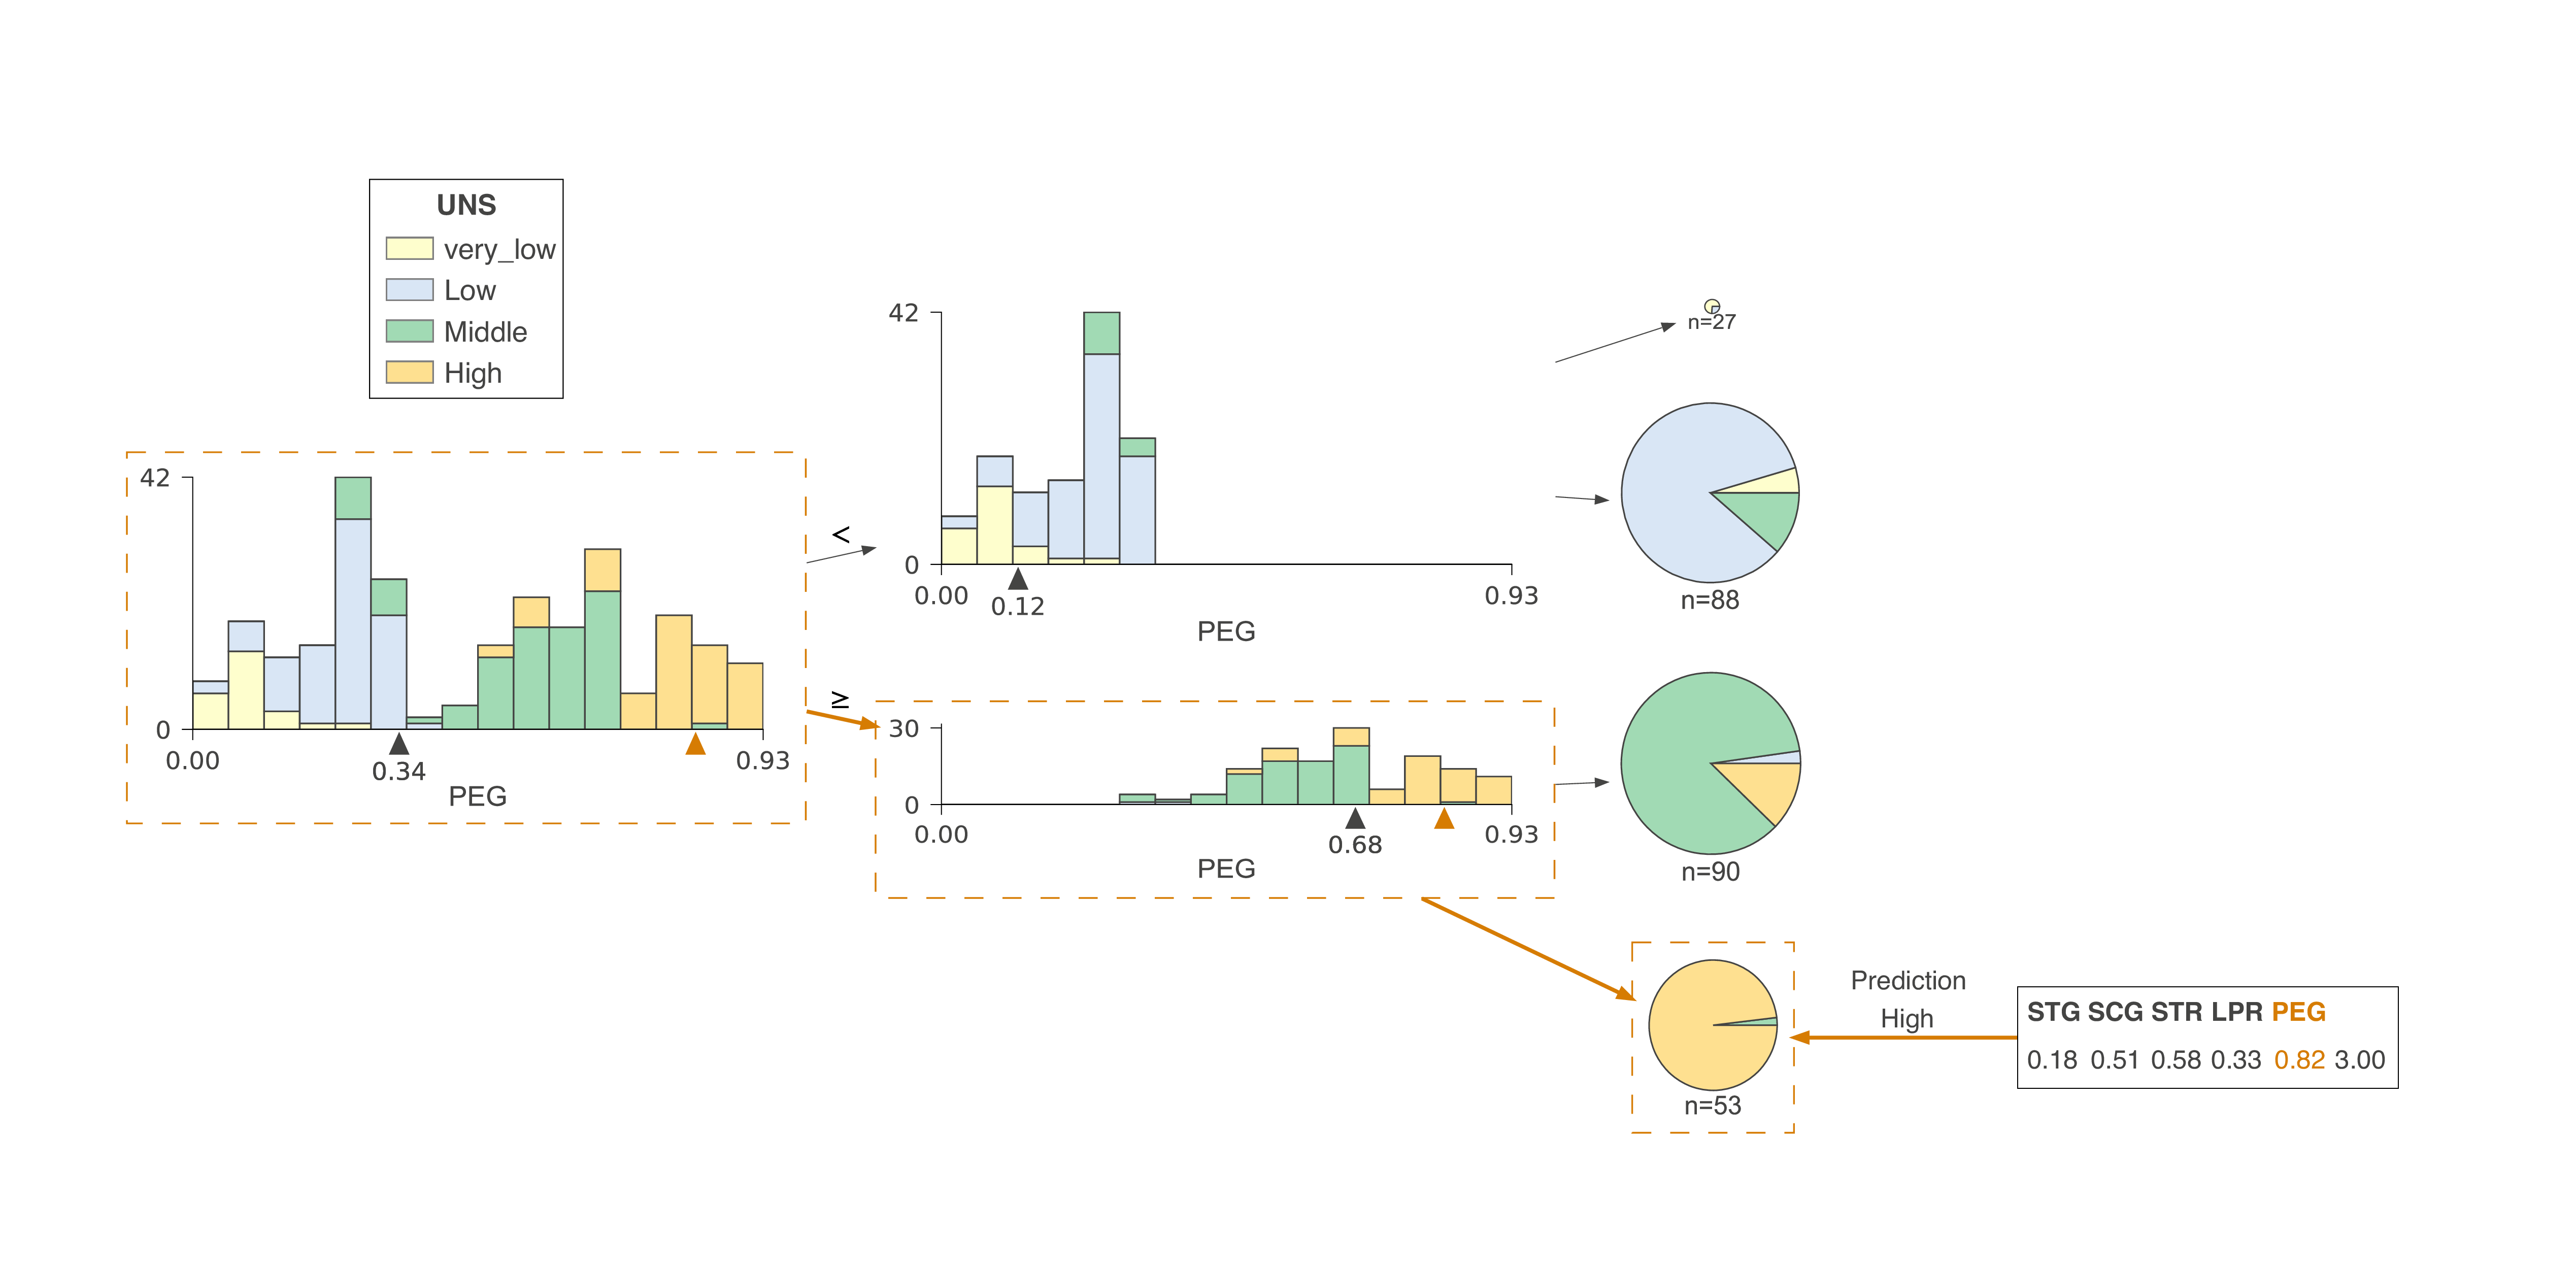 UNS
very_low
Low
Middle
High
42
0
0.00
0.34
0.93
PEG
<
≥
42
0
0.00
0.12
0.93
PEG
30
0
0.00
0.68
0.93
PEG
n=27
n=88
n=90
n=53
Prediction
High
STG SCG STR LPR PEG
0.18 0.51 0.58 0.33 0.82 3.00